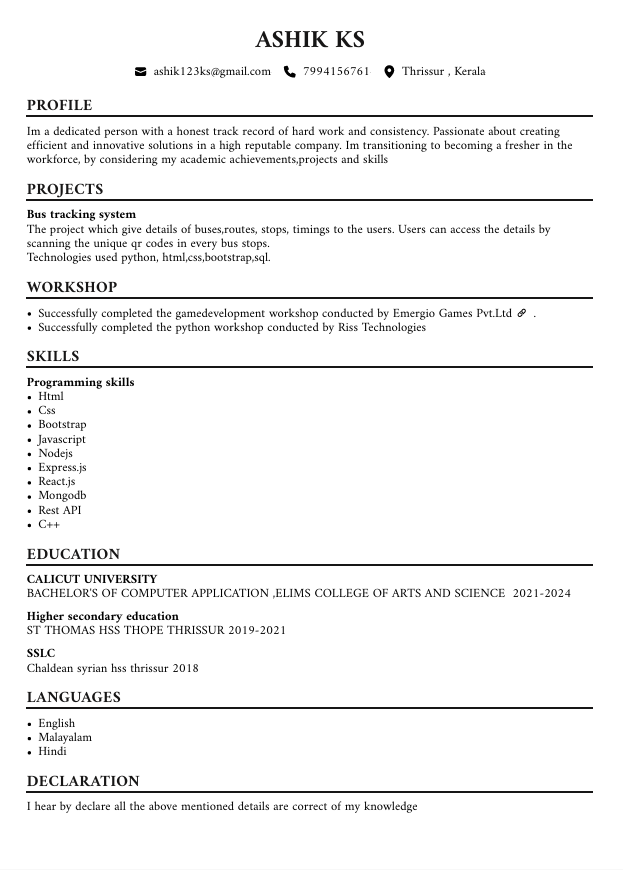 ASHIK KS
ashik123ks@gmail.com 7994156761 Thrissur , Kerala
PROFILE
Im a dedicated person with a honest track record of hard work and consistency. Passionate about creating
efficient and innovative solutions in a high reputable company. Im transitioning to becoming a fresher in the
workforce, by considering my academic achievements,projects and skills
PROJECTS
Bus tracking system
The project which give details of buses,routes, stops, timings to the users. Users can access the details by
scanning the unique qr codes in every bus stops.
Technologies used python, html,css,bootstrap,sql.
WORKSHOP
• Successfully completed the gamedevelopment workshop conducted by Emergio Games Pvt.Ltd .
• Successfully completed the python workshop conducted by Riss Technologies
SKILLS
Programming skills
• Html
• Css
• Bootstrap
• Javascript
• Nodejs
• Express.js
• React.js
• Mongodb
• Rest API
• C++
EDUCATION
CALICUT UNIVERSITY
BACHELOR'S OF COMPUTER APPLICATION ,ELIMS COLLEGE OF ARTS AND SCIENCE 2021-2024
Higher secondary education
ST THOMAS HSS THOPE THRISSUR 2019-2021
SSLC
Chaldean syrian hss thrissur 2018
LANGUAGES
• English
• Malayalam
• Hindi
DECLARATION
I hear by declare all the above mentioned details are correct of my knowledge